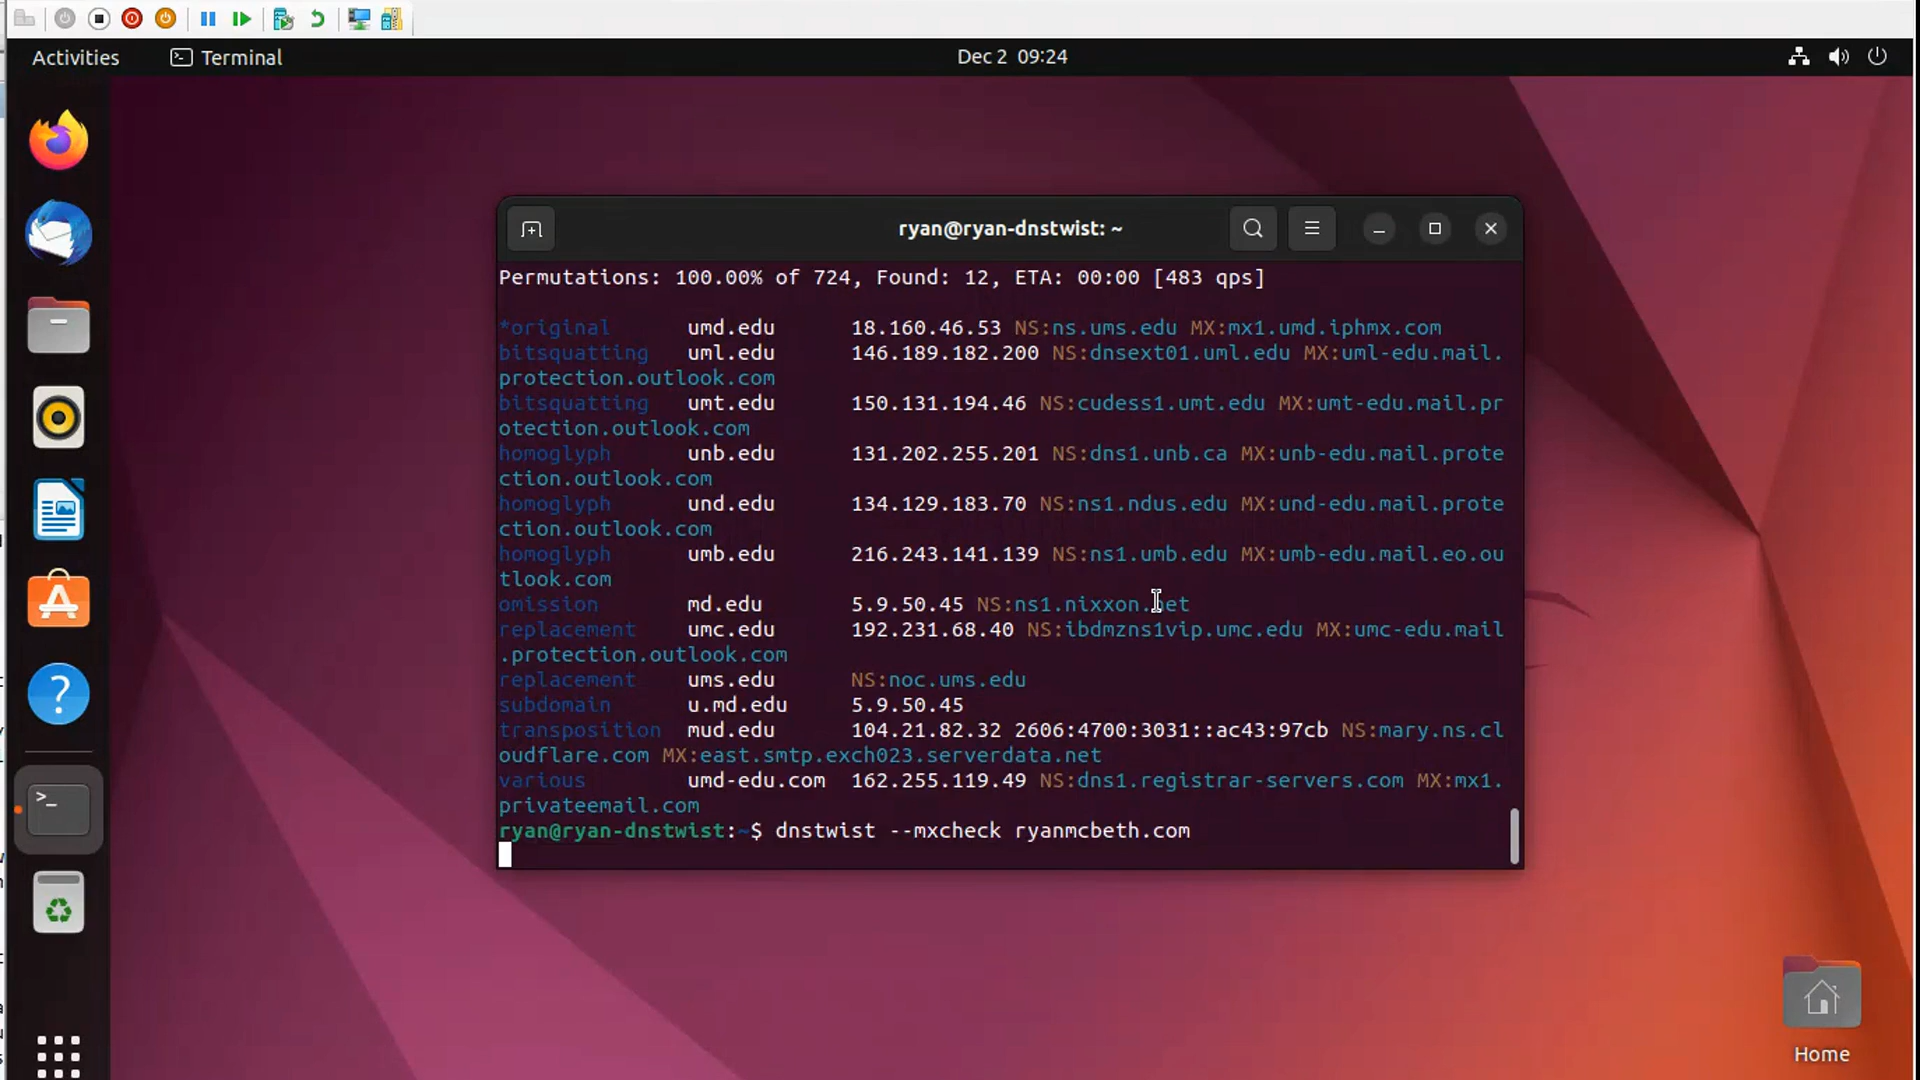 Activities
Terminal
Dec 2 09:24
ryan@ryan-dnstwist: ~
Permutations: 100.00% of 724, Found: 12, ETA: 00:00 [483 qps]
*original umd.edu 18.160.46.53 NS:ns.ums.edu MX:mx1.umd.iphmx.com
bitsquatting uml.edu 146.189.182.200 NS:dnsext01.uml.edu MX:uml-edu.mail.
protection.outlook.com
bitsquatting umt.edu 150.131.194.46 NS:cudess1.umt.edu MX:umt-edu.mail.pr
otection.outlook.com
homoglyph unb.edu 131.202.255.201 NS:dns1.unb.ca MX:unb-edu.mail.prote
ction.outlook.com
homoglyph und.edu 134.129.183.70 NS:ns1.ndus.edu MX:und-edu.mail.prote
ction.outlook.com
homoglyph umb.edu 216.243.141.139 NS:ns1.umb.edu MX:umb-edu.mail.eo.ou
tlook.com
omission md.edu 5.9.50.45 NS:ns1.nixxon.net
replacement umc.edu 192.231.68.40 NS:ibdmzns1vip.umc.edu MX:umc-edu.mail
.protection.outlook.com
replacement ums.edu NS:noc.ums.edu
subdomain u.md.edu 5.9.50.45
transposition mud.edu 104.21.82.32 2606:4700:3031::ac43:97cb NS:mary.ns.cl
oudflare.com MX:east.smtp.exch023.serverdata.net
various umd-edu.com 162.255.119.49 NS:dns1.registrar-servers.com MX:mx1.
privateemail.com
ryan@ryan-dnstwist:~$ dnstwist --mxcheck ryanmcbeth.com
Home